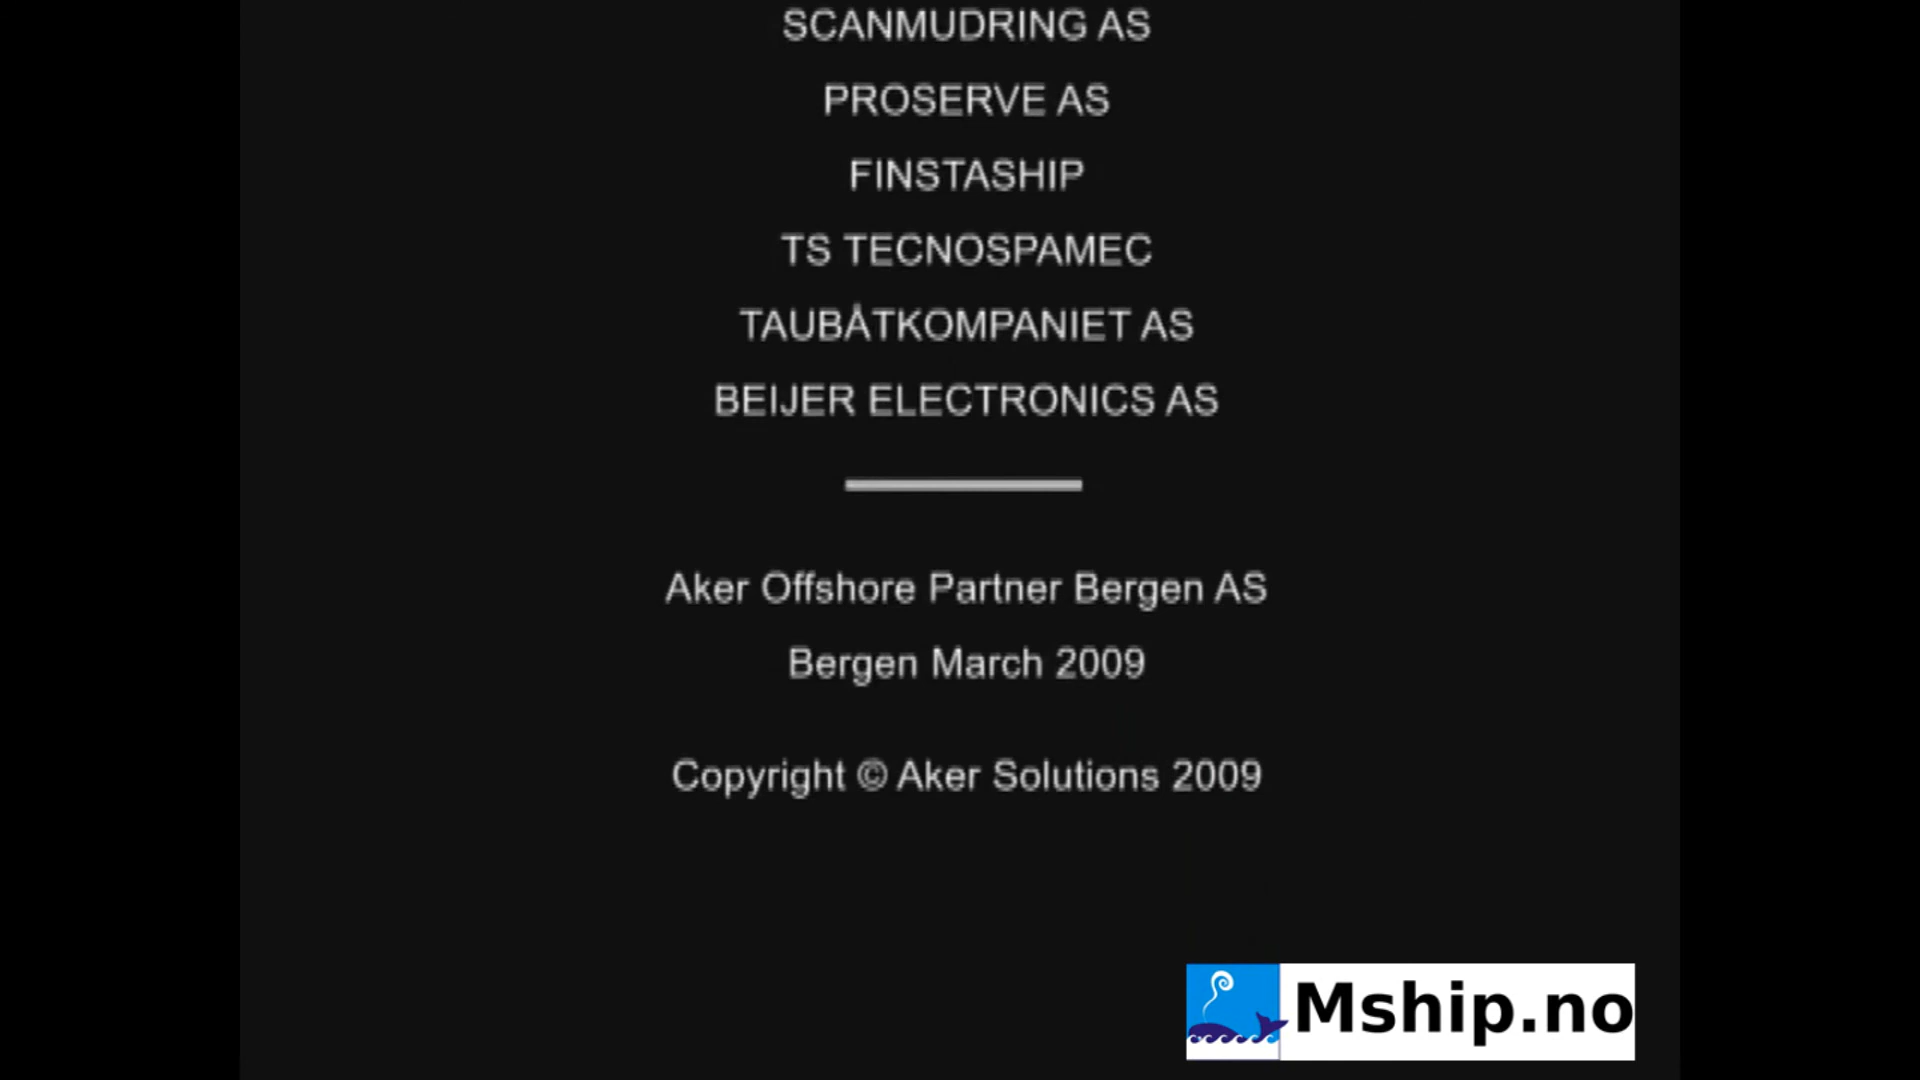 SCANMUDRING AS
PROSERVE AS
FINSTASHIP
TS TECNOSPAMEC
TAUBÅTKOMPANIET AS
BEIJER ELECTRONICS AS
Aker Offshore Partner Bergen AS
Bergen March 2009
Copyright © Aker Solutions 2009
Mship.no